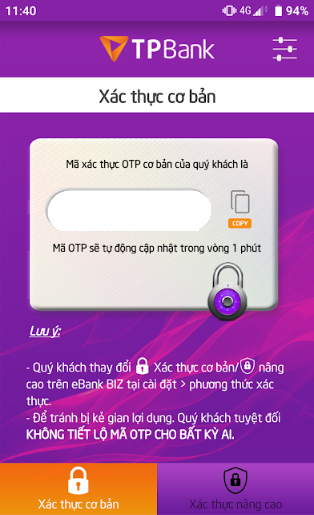 11:40 4G 94%
TPBank
Xác thực cơ bản
Mã xác thực OTP cơ bản của quý khách là
COPY
Mã OTP sẽ tự động cập nhật trong vòng 1 phút
Lưu ý:
- Quý khách thay đổi Xác thực cơ bản/ nâng
cao trên eBank BIZ tại cài đặt > phương thức xác
thực.
- Để tránh bị kẻ gian lợi dụng. Quý khách tuyệt đối
KHÔNG TIẾT LỘ MÃ OTP CHO BẤT KỲ AI.
Xác thực cơ bản Xác thực nâng cao